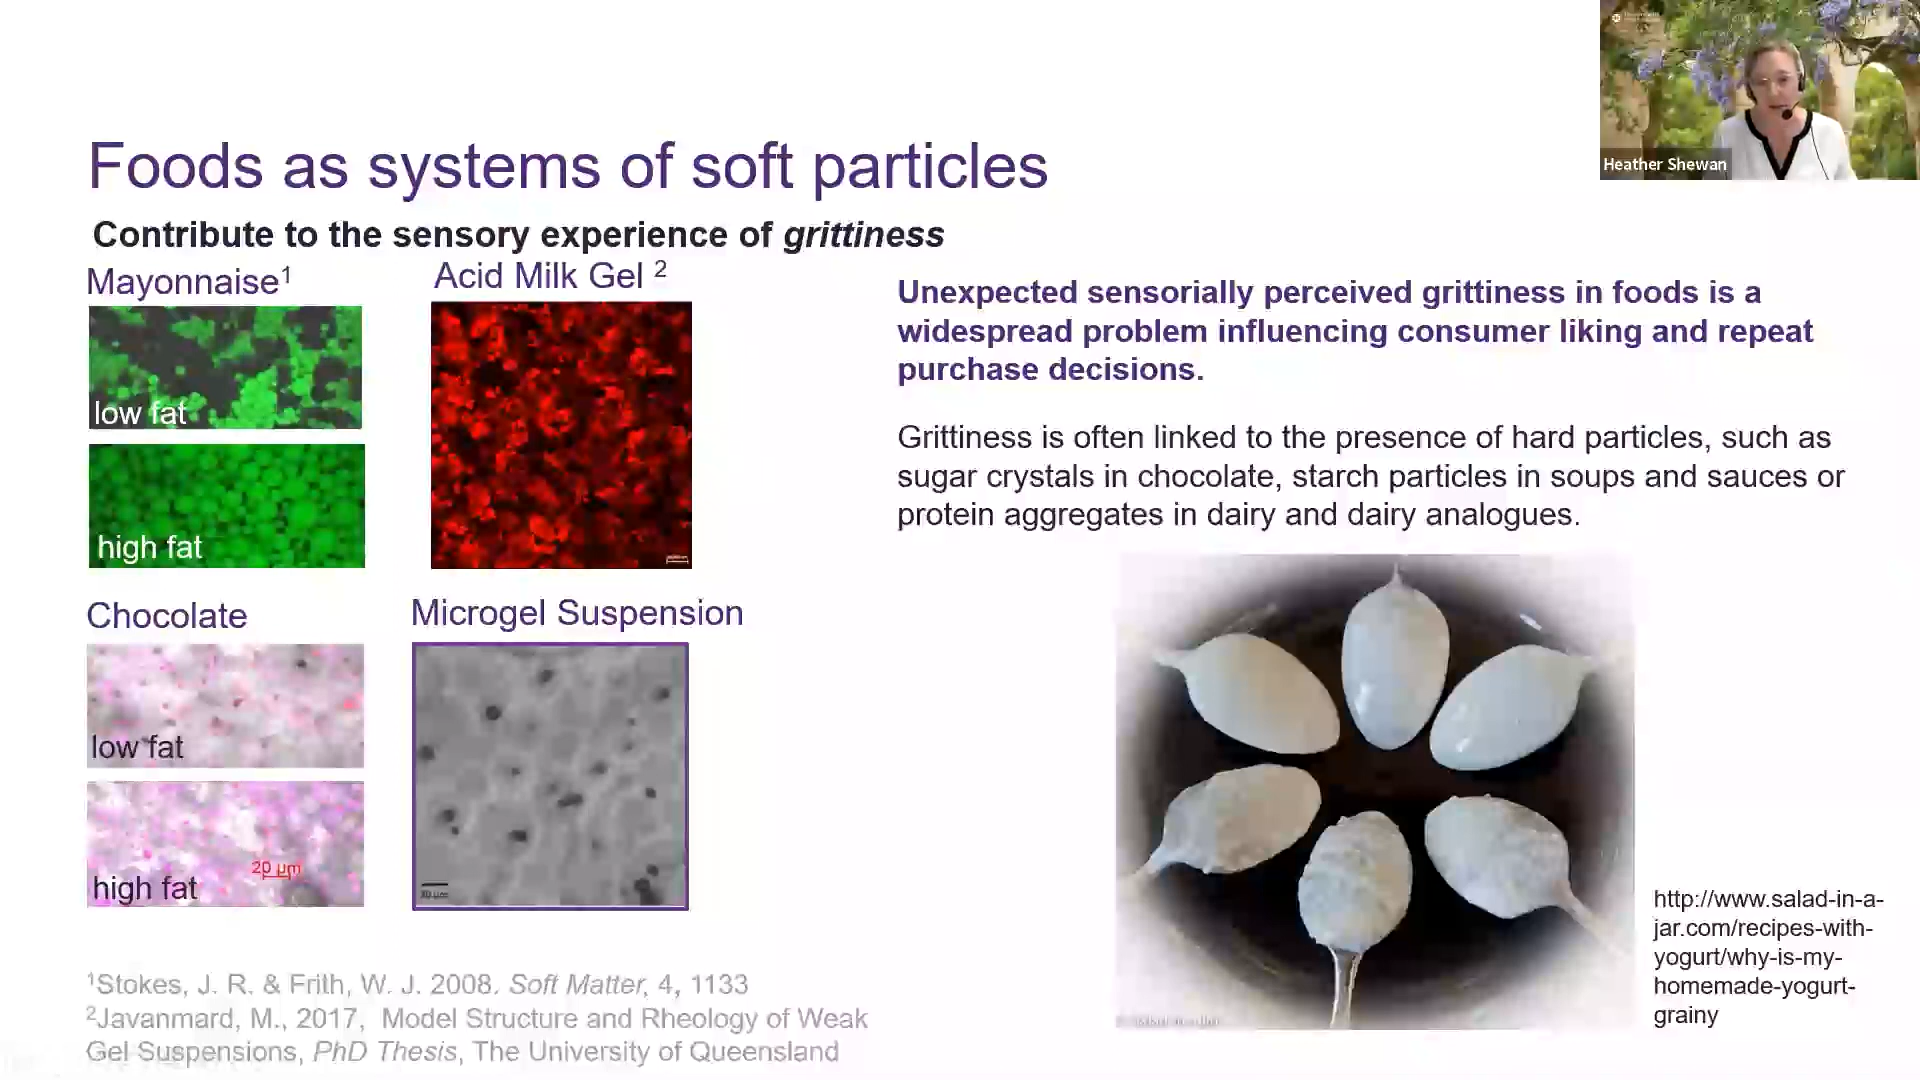 Heather Shewan
Foods as systems of soft particles
Contribute to the sensory experience of grittiness
Mayonnaise¹
low fat
high fat
Acid Milk Gel ²
Chocolate
low fat
high fat
20 µm
Microgel Suspension
Unexpected sensorially perceived grittiness in foods is a
widespread problem influencing consumer liking and repeat
purchase decisions.
Grittiness is often linked to the presence of hard particles, such as
sugar crystals in chocolate, starch particles in soups and sauces or
protein aggregates in dairy and dairy analogues.
http://www.salad-in-a-
jar.com/recipes-with-
yogurt/why-is-my-
homemade-yogurt-
grainy
¹Stokes, J. R. & Frith, W. J. 2008. Soft Matter, 4, 1133
²Javanmard, M., 2017, Model Structure and Rheology of Weak
Gel Suspensions, PhD Thesis, The University of Queensland